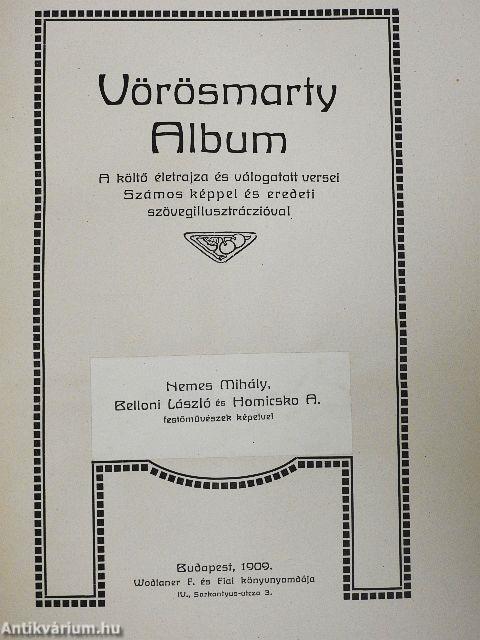 Vörösmarty
Album
A költő életrajza és válogatott versei
Számos képpel és eredeti
szövegillusztráczióval
Nemes Mihály,
Belloni László és Homicsko A.
festőművészek képeivel
Budapest, 1909.
Wodianer F. és Fiai könyvnyomdája
IV., Sarkantyus-utcza 3.
Antikvárium.hu